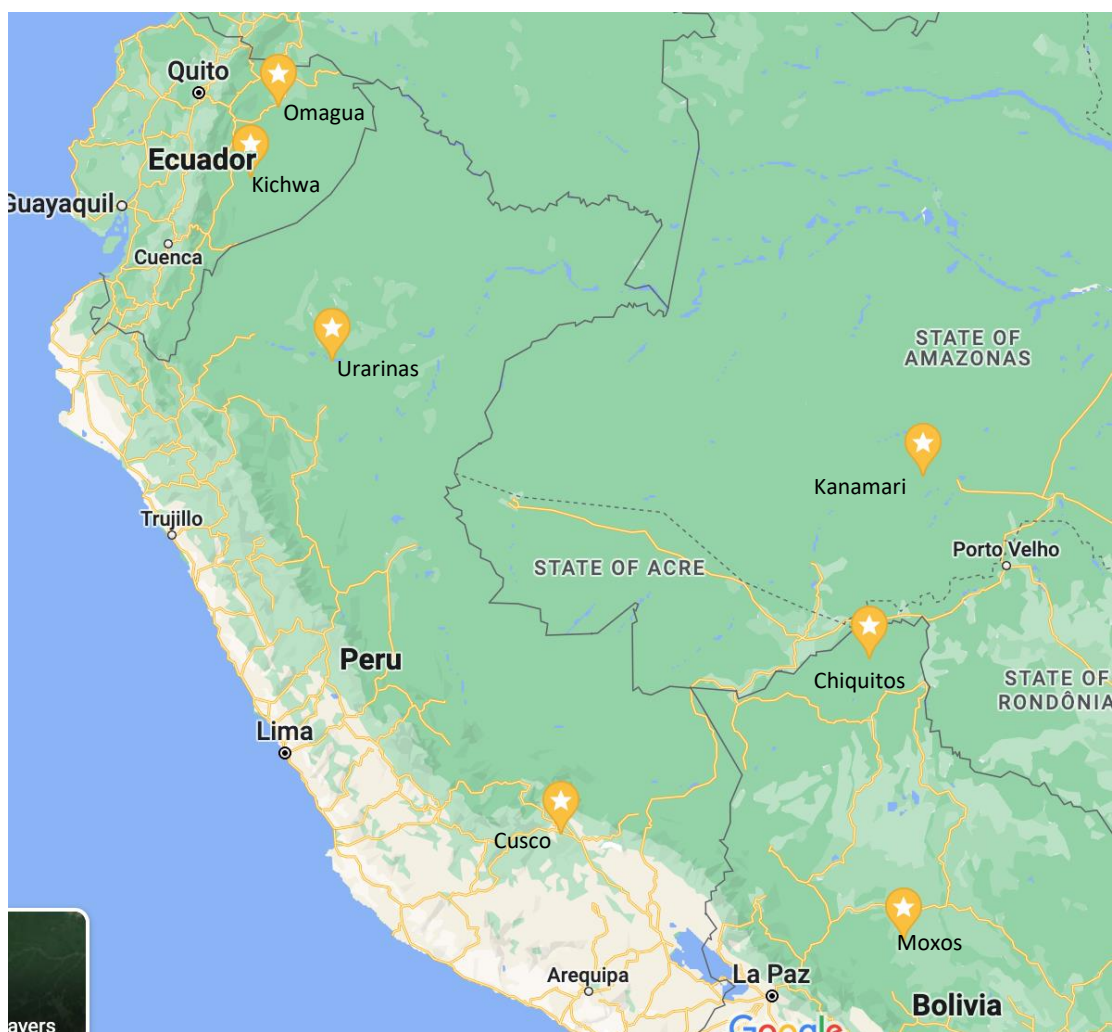 Quito
Omagua
Ecuador
Kichwa
Guayaquil
Cuenca
Urarinas
STATE OF
AMAZONAS
Kanamari
Trujillo
Porto Velho
STATE OF ACRE
Peru
Chiquitos
STATE OF
RONDÔNIA
Lima
Cusco
Moxos
Arequipa
La Paz
Bolivia
Google
ayers